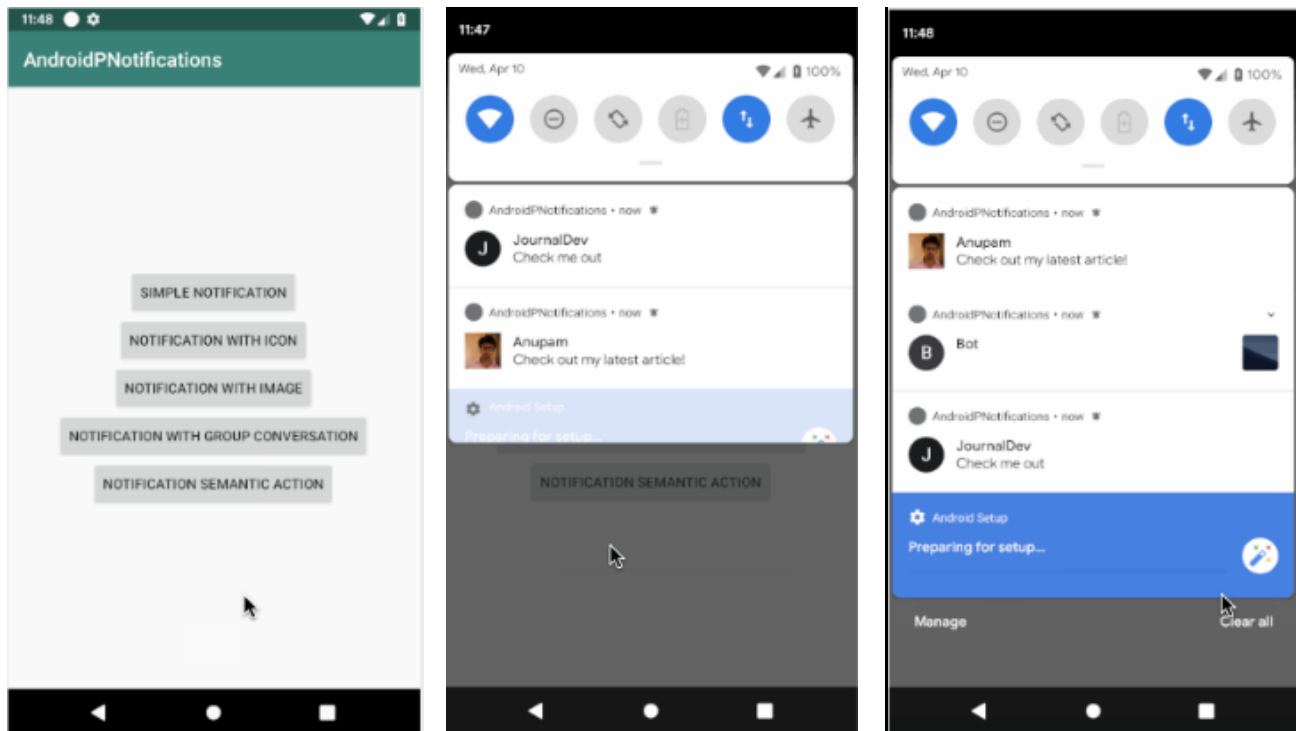 11:48
AndroidPNotifications
SIMPLE NOTIFICATION
NOTIFICATION WITH ICON
NOTIFICATION WITH IMAGE
NOTIFICATION WITH GROUP CONVERSATION
NOTIFICATION SEMANTIC ACTION
11:47
Wed, Apr 10
100%
AndroidPNotifications • now
J
JournalDev
Check me out
AndroidPNotifications • now
Anupam
Check out my latest article!
Android Setup
Preparing for setup...
NOTIFICATION SEMANTIC ACTION
11:48
Wed, Apr 10
100%
AndroidPNotifications • now
Anupam
Check out my latest article!
AndroidPNotifications • now
B
Bot
AndroidPNotifications • now
J
JournalDev
Check me out
Android Setup
Preparing for setup...
Manage
Clear all